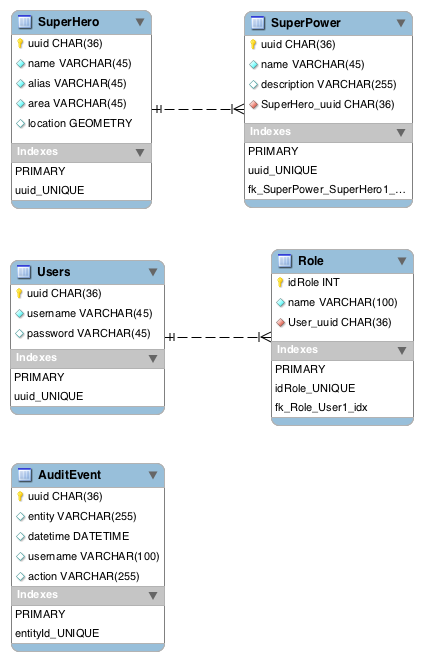 SuperHero
uuid CHAR(36)
name VARCHAR(45)
alias VARCHAR(45)
area VARCHAR(45)
location GEOMETRY
Indexes
PRIMARY
uuid_UNIQUE
SuperPower
uuid CHAR(36)
name VARCHAR(45)
description VARCHAR(255)
SuperHero_uuid CHAR(36)
Indexes
PRIMARY
uuid_UNIQUE
fk_SuperPower_SuperHero1_...
Users
uuid CHAR(36)
username VARCHAR(45)
password VARCHAR(45)
Indexes
PRIMARY
uuid_UNIQUE
Role
idRole INT
name VARCHAR(100)
User_uuid CHAR(36)
Indexes
PRIMARY
idRole_UNIQUE
fk_Role_User1_idx
AuditEvent
uuid CHAR(36)
entity VARCHAR(255)
datetime DATETIME
username VARCHAR(100)
action VARCHAR(255)
Indexes
PRIMARY
entityId_UNIQUE